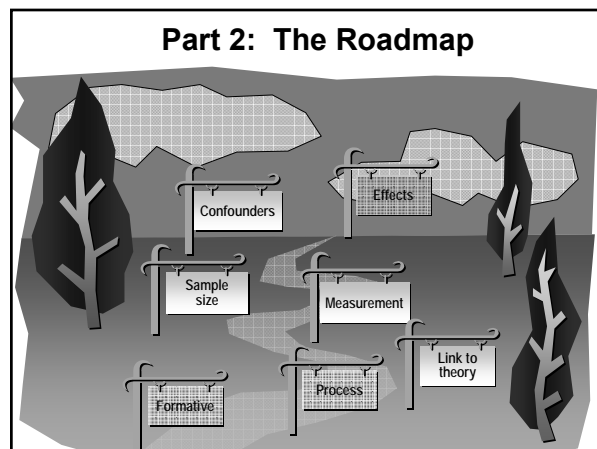 Part 2: The Roadmap
Effects
Confounders
Sample
size
Measurement
Link to
theory
Process
Formative